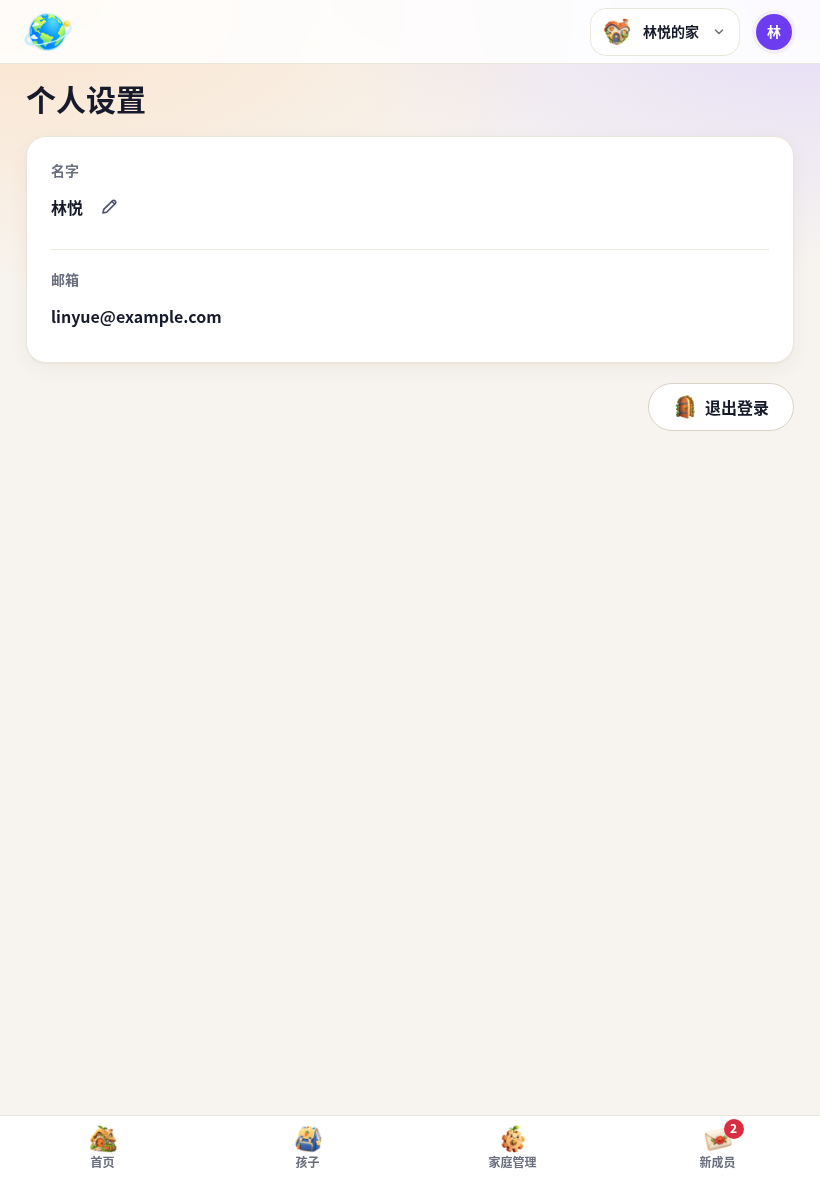 林悦的家
林
个人设置
名字
林悦
邮箱
linyue@example.com
退出登录
首页
孩子
家庭管理
2
新成员